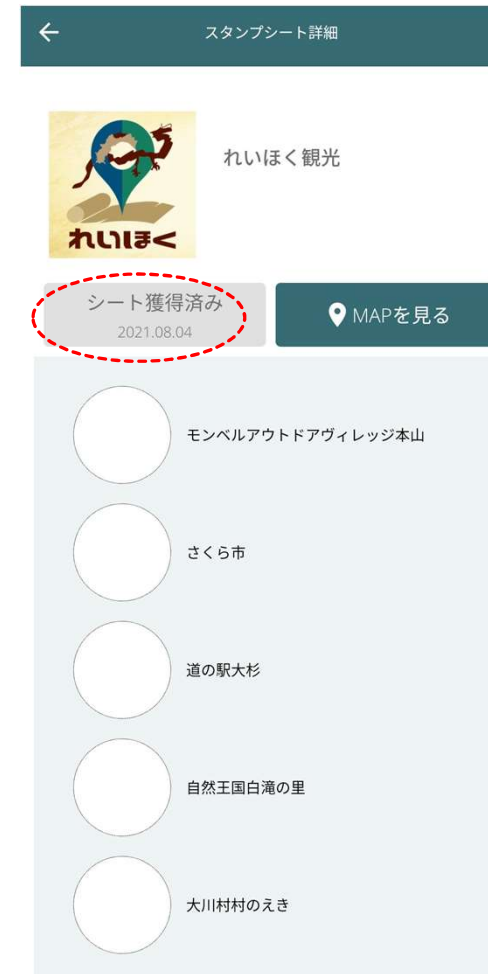 スタンプシート詳細
れいほく
れいほく観光
シート獲得済み
2021.08.04
MAPを見る
モンベルアウトドアヴィレッジ本山
さくら市
道の駅大杉
自然王国白滝の里
大川村村のえき